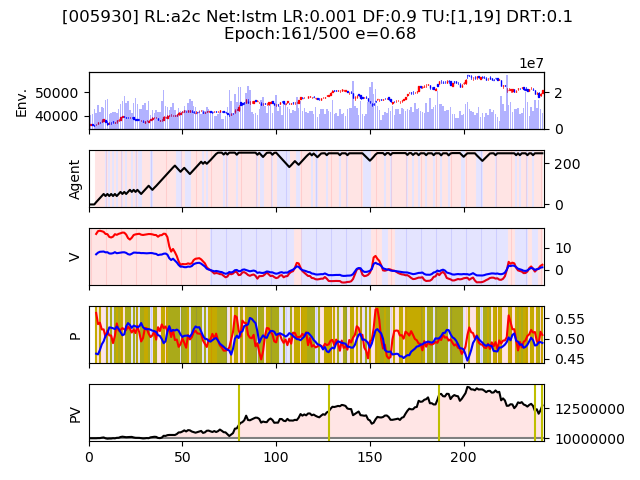 [005930] RL:a2c Net:lstm LR:0.001 DF:0.9 TU:[1,19] DRT:0.1
Epoch:161/500 e=0.68
1e7
Env.
50000
40000
2
0
Agent
200
0
V
10
0
P
0.55
0.50
0.45
PV
12500000
10000000
0 50 100 150 200